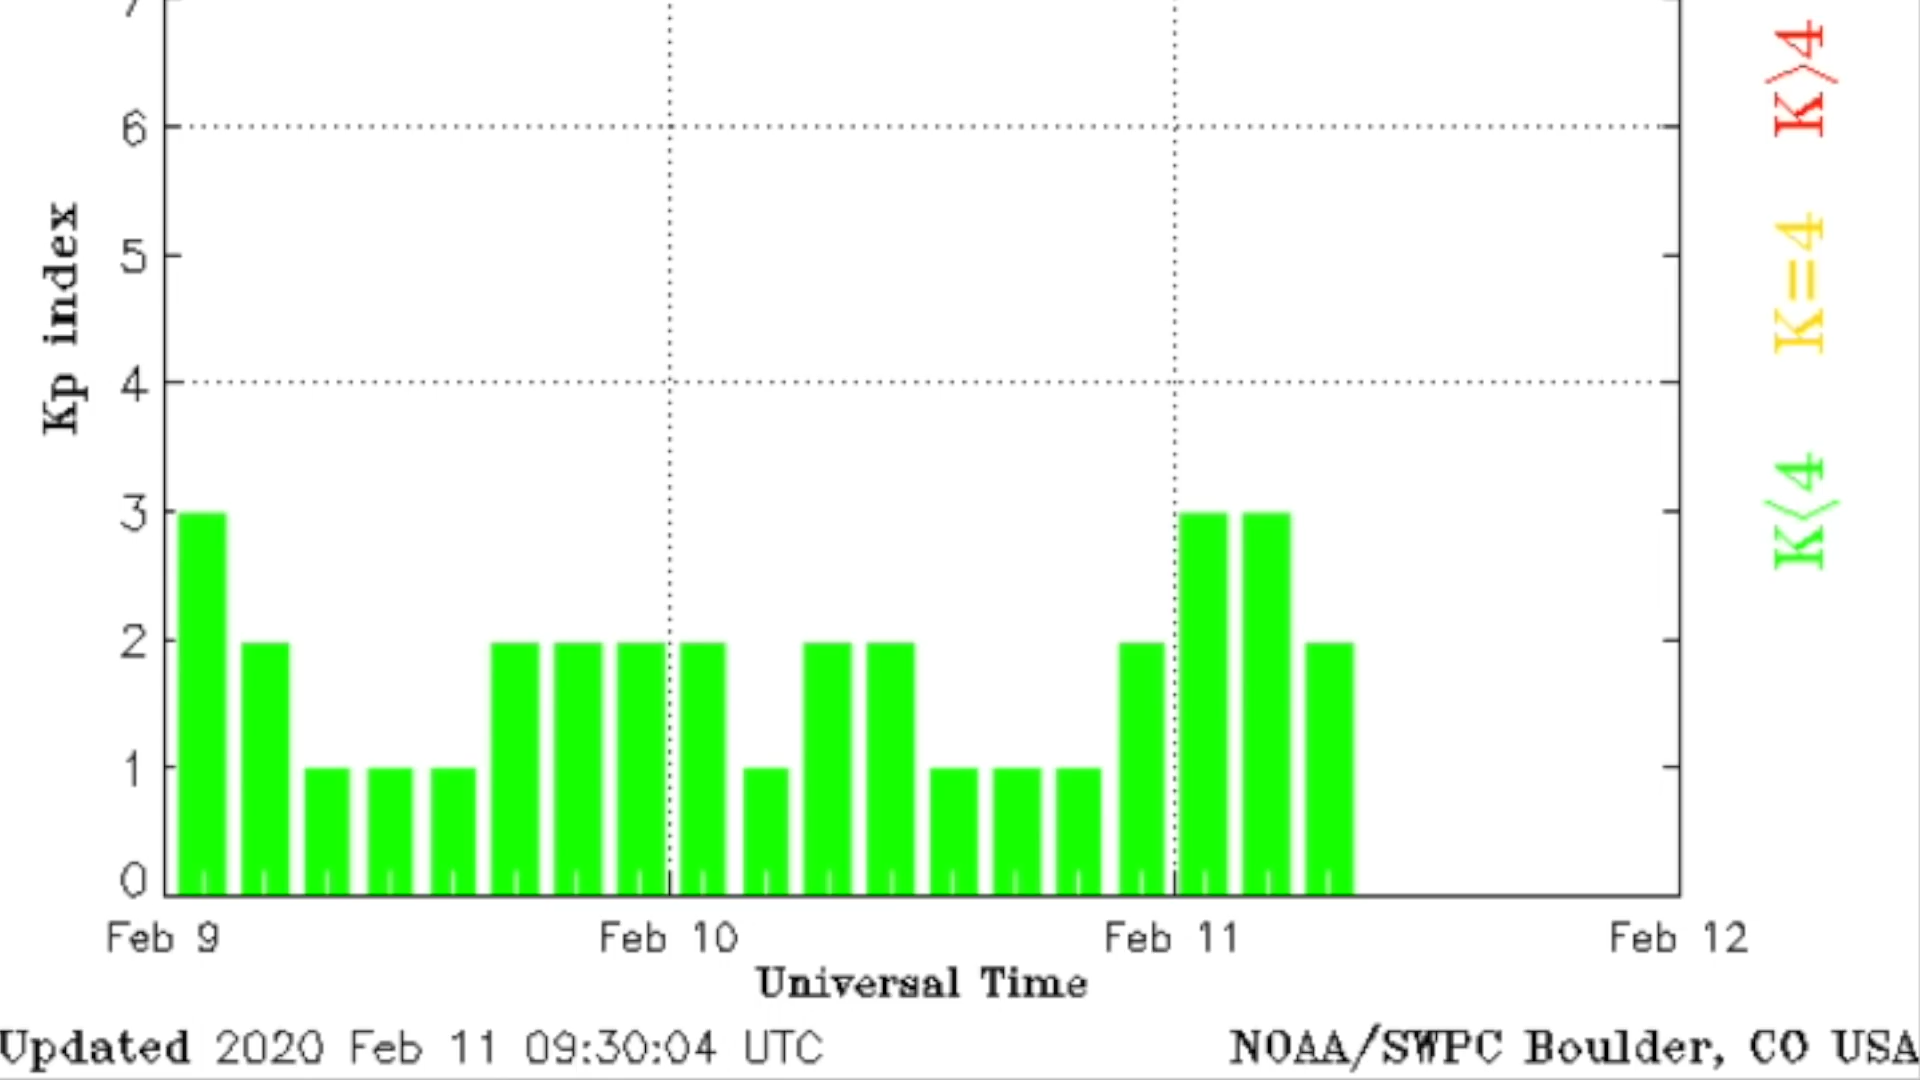 7
6
5
4
3
2
1
0
Kp index
K>4
K=4
K<4
Feb 9 Feb 10 Feb 11 Feb 12
Universal Time
Updated 2020 Feb 11 09:30:04 UTC NOAA/SWPC Boulder, CO USA